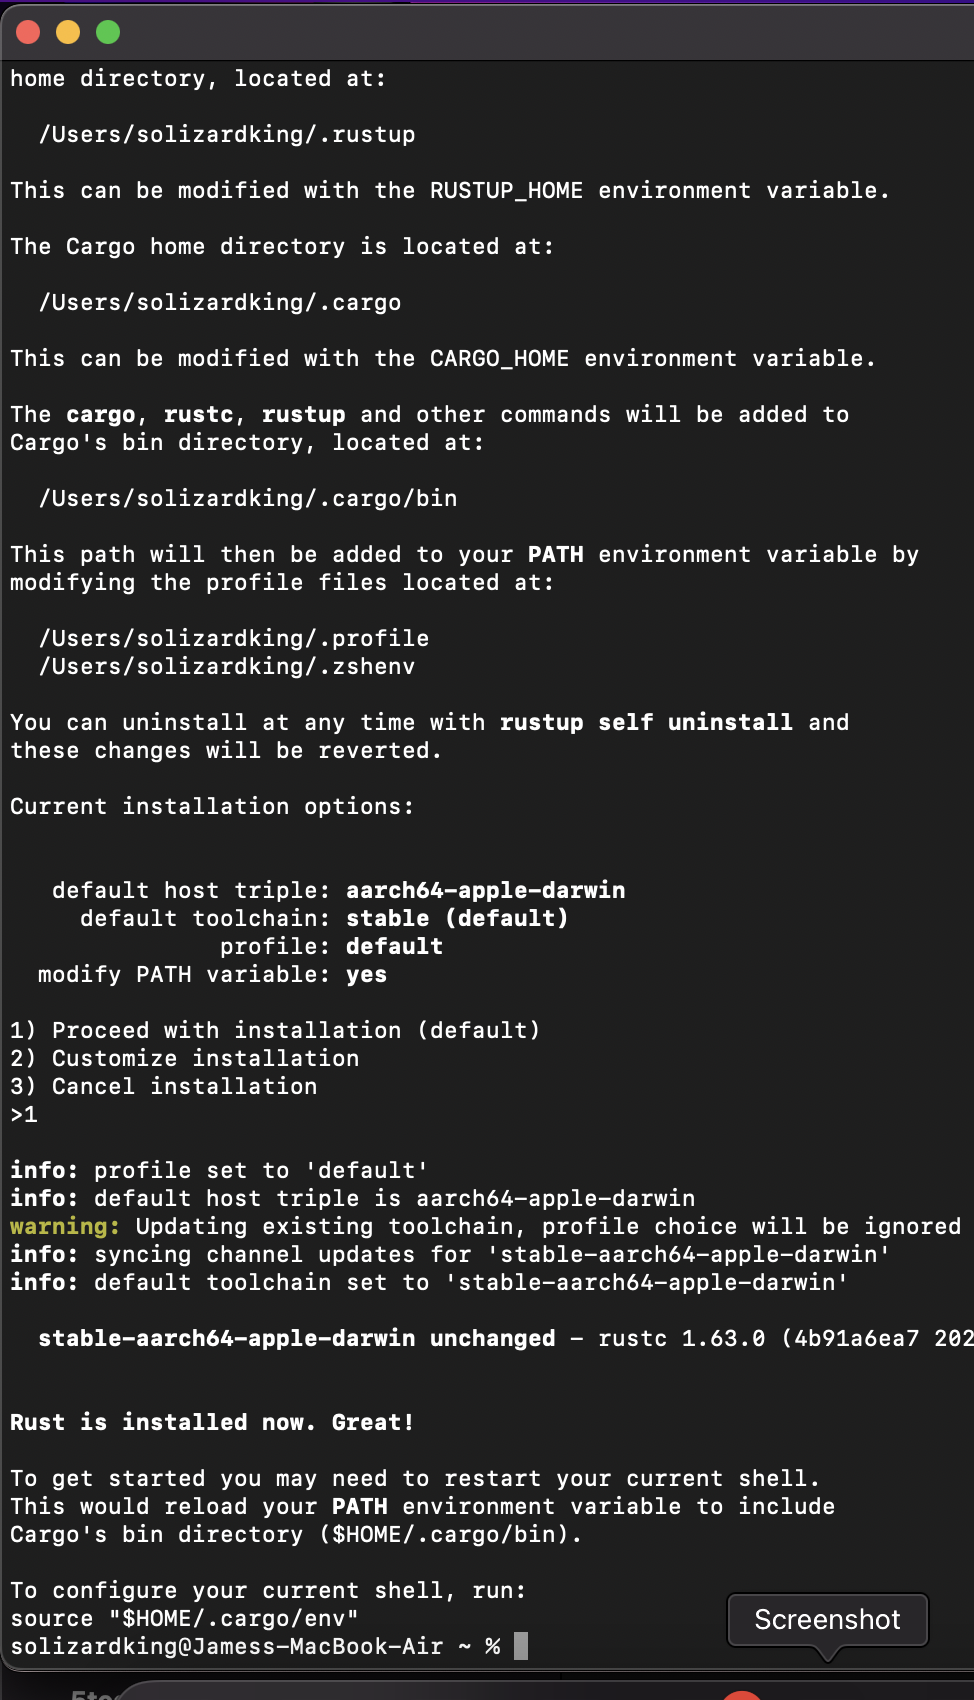 home directory, located at:
/Users/solizardking/.rustup
This can be modified with the RUSTUP_HOME environment variable.
The Cargo home directory is located at:
/Users/solizardking/.cargo
This can be modified with the CARGO_HOME environment variable.
The cargo, rustc, rustup and other commands will be added to
Cargo's bin directory, located at:
/Users/solizardking/.cargo/bin
This path will then be added to your PATH environment variable by
modifying the profile files located at:
/Users/solizardking/.profile
/Users/solizardking/.zshenv
You can uninstall at any time with rustup self uninstall and
these changes will be reverted.
Current installation options:
default host triple: aarch64-apple-darwin
default toolchain: stable (default)
profile: default
modify PATH variable: yes
1) Proceed with installation (default)
2) Customize installation
3) Cancel installation
>1
info: profile set to 'default'
info: default host triple is aarch64-apple-darwin
warning: Updating existing toolchain, profile choice will be ignored
info: syncing channel updates for 'stable-aarch64-apple-darwin'
info: default toolchain set to 'stable-aarch64-apple-darwin'
stable-aarch64-apple-darwin unchanged - rustc 1.63.0 (4b91a6ea7 202
Rust is installed now. Great!
To get started you may need to restart your current shell.
This would reload your PATH environment variable to include
Cargo's bin directory ($HOME/.cargo/bin).
To configure your current shell, run:
source "$HOME/.cargo/env"
solizardking@Jamess-MacBook-Air ~ %
Screenshot